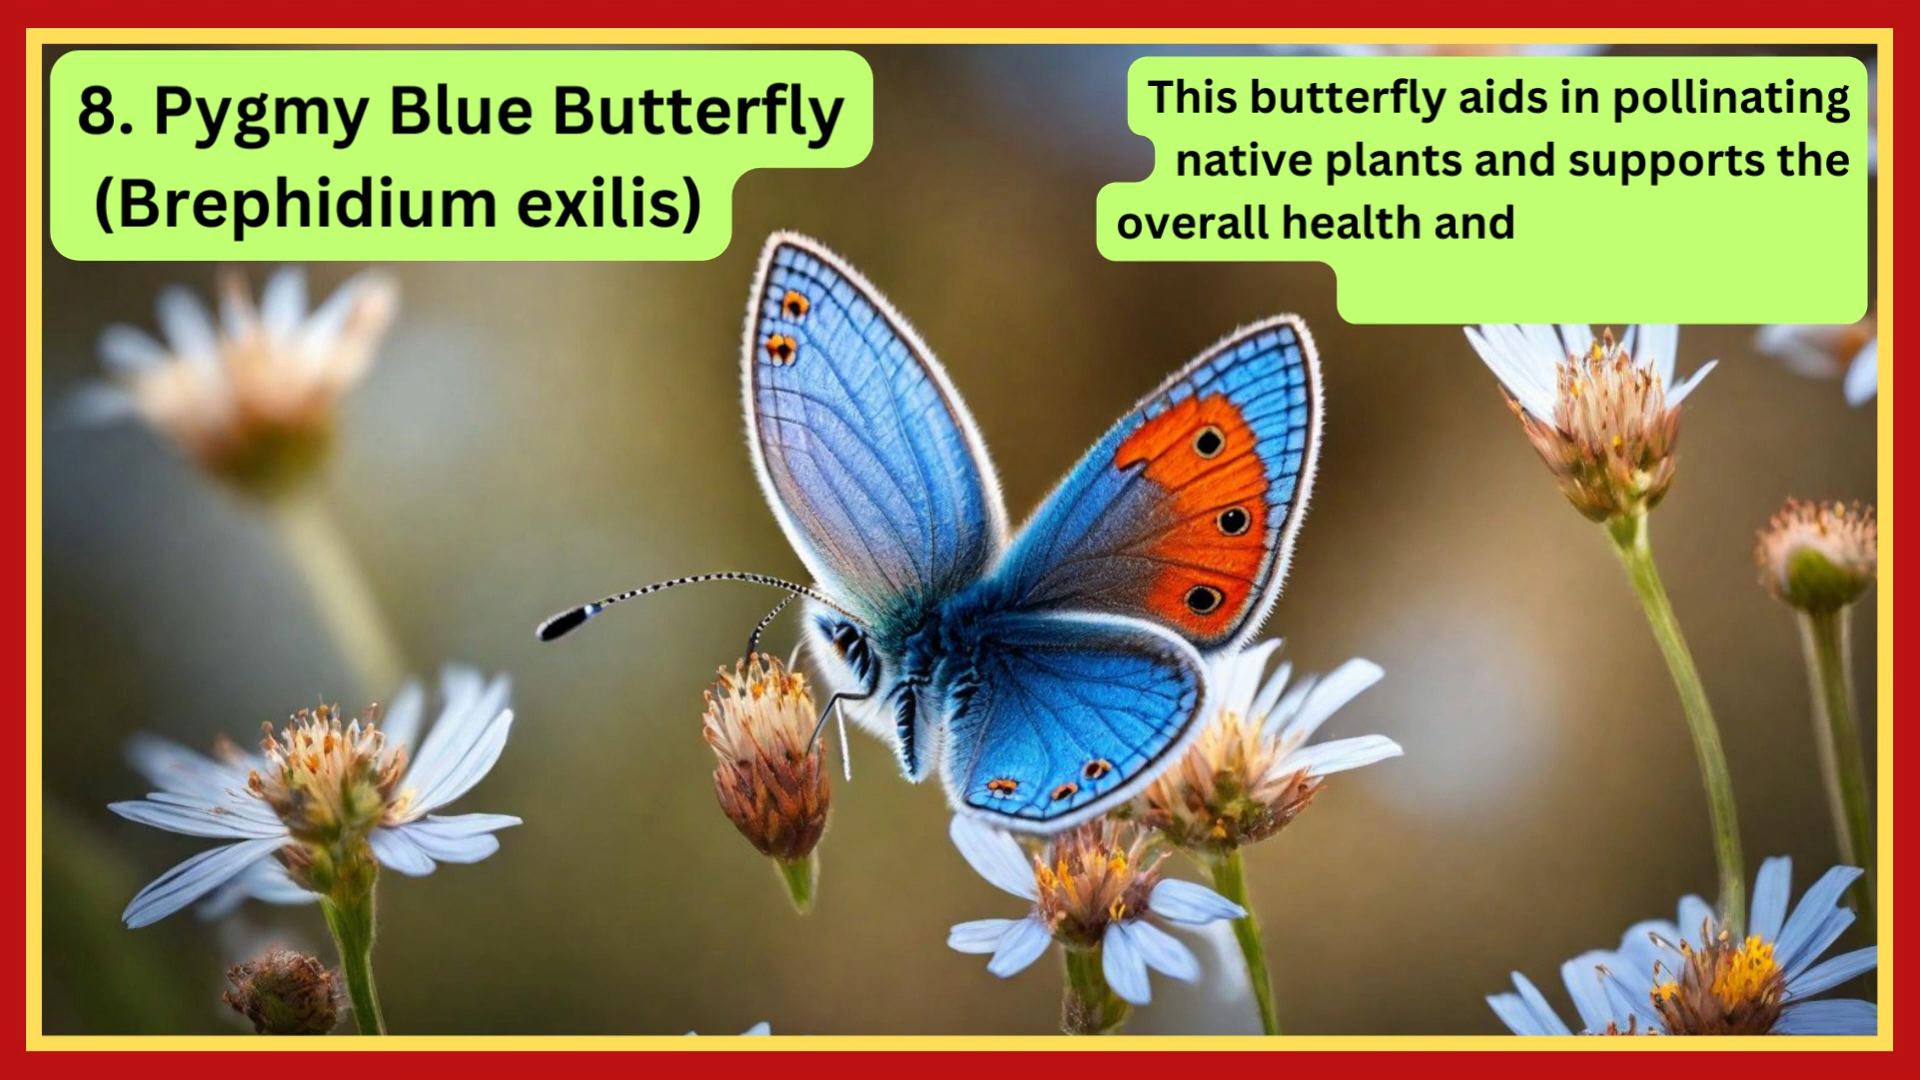 8. Pygmy Blue Butterfly
(Brephidium exilis)
This butterfly aids in pollinating
native plants and supports the
overall health and